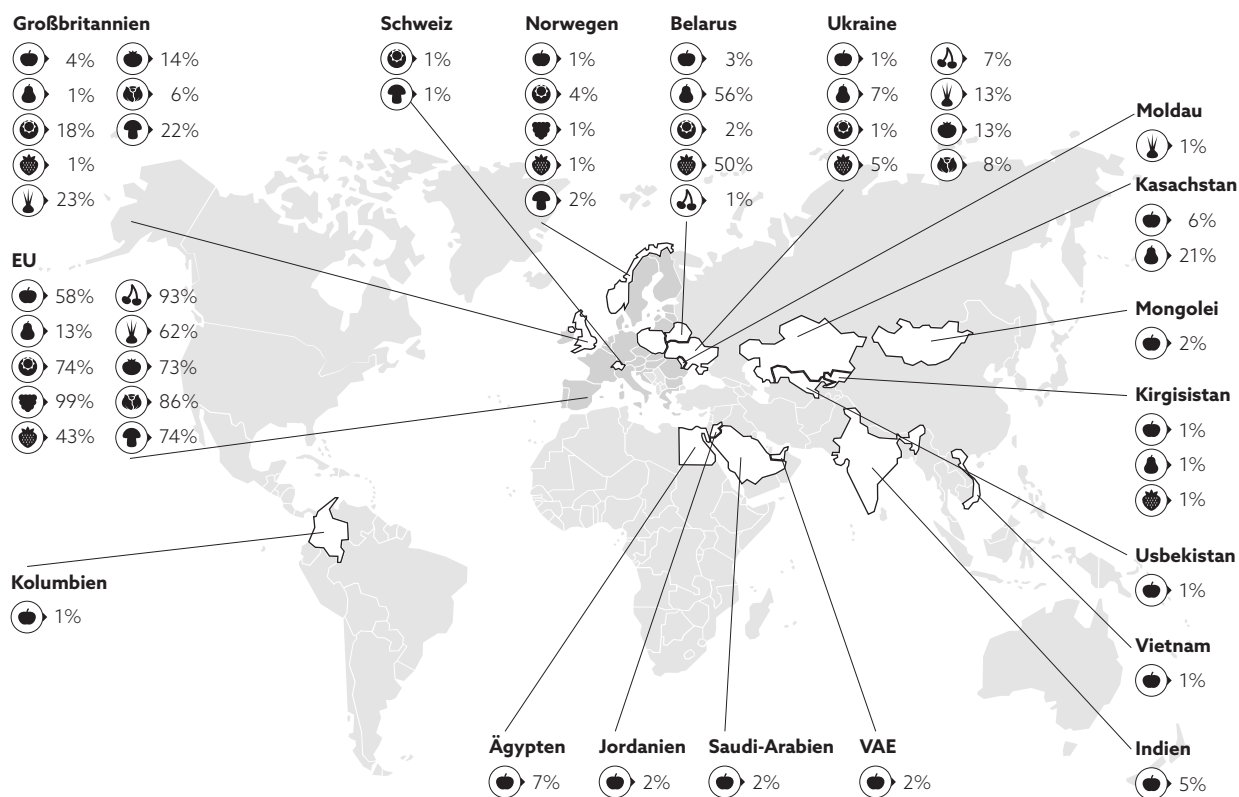 Großbritannien
4% 14%
1% 6%
18% 22%
1%
23%
Schweiz
1%
1%
Norwegen
1%
4%
1%
1%
2%
Belarus
3%
56%
2%
50%
1%
Ukraine
1% 7%
7% 13%
1% 13%
5% 8%
Moldau
1%
Kasachstan
6%
21%
EU
58% 93%
13% 62%
74% 73%
99% 86%
43% 74%
Mongolei
2%
Kirgisistan
1%
1%
1%
Usbekistan
1%
Kolumbien
1%
Vietnam
1%
Ägypten
7%
Jordanien
2%
Saudi-Arabien
2%
VAE
2%
Indien
5%